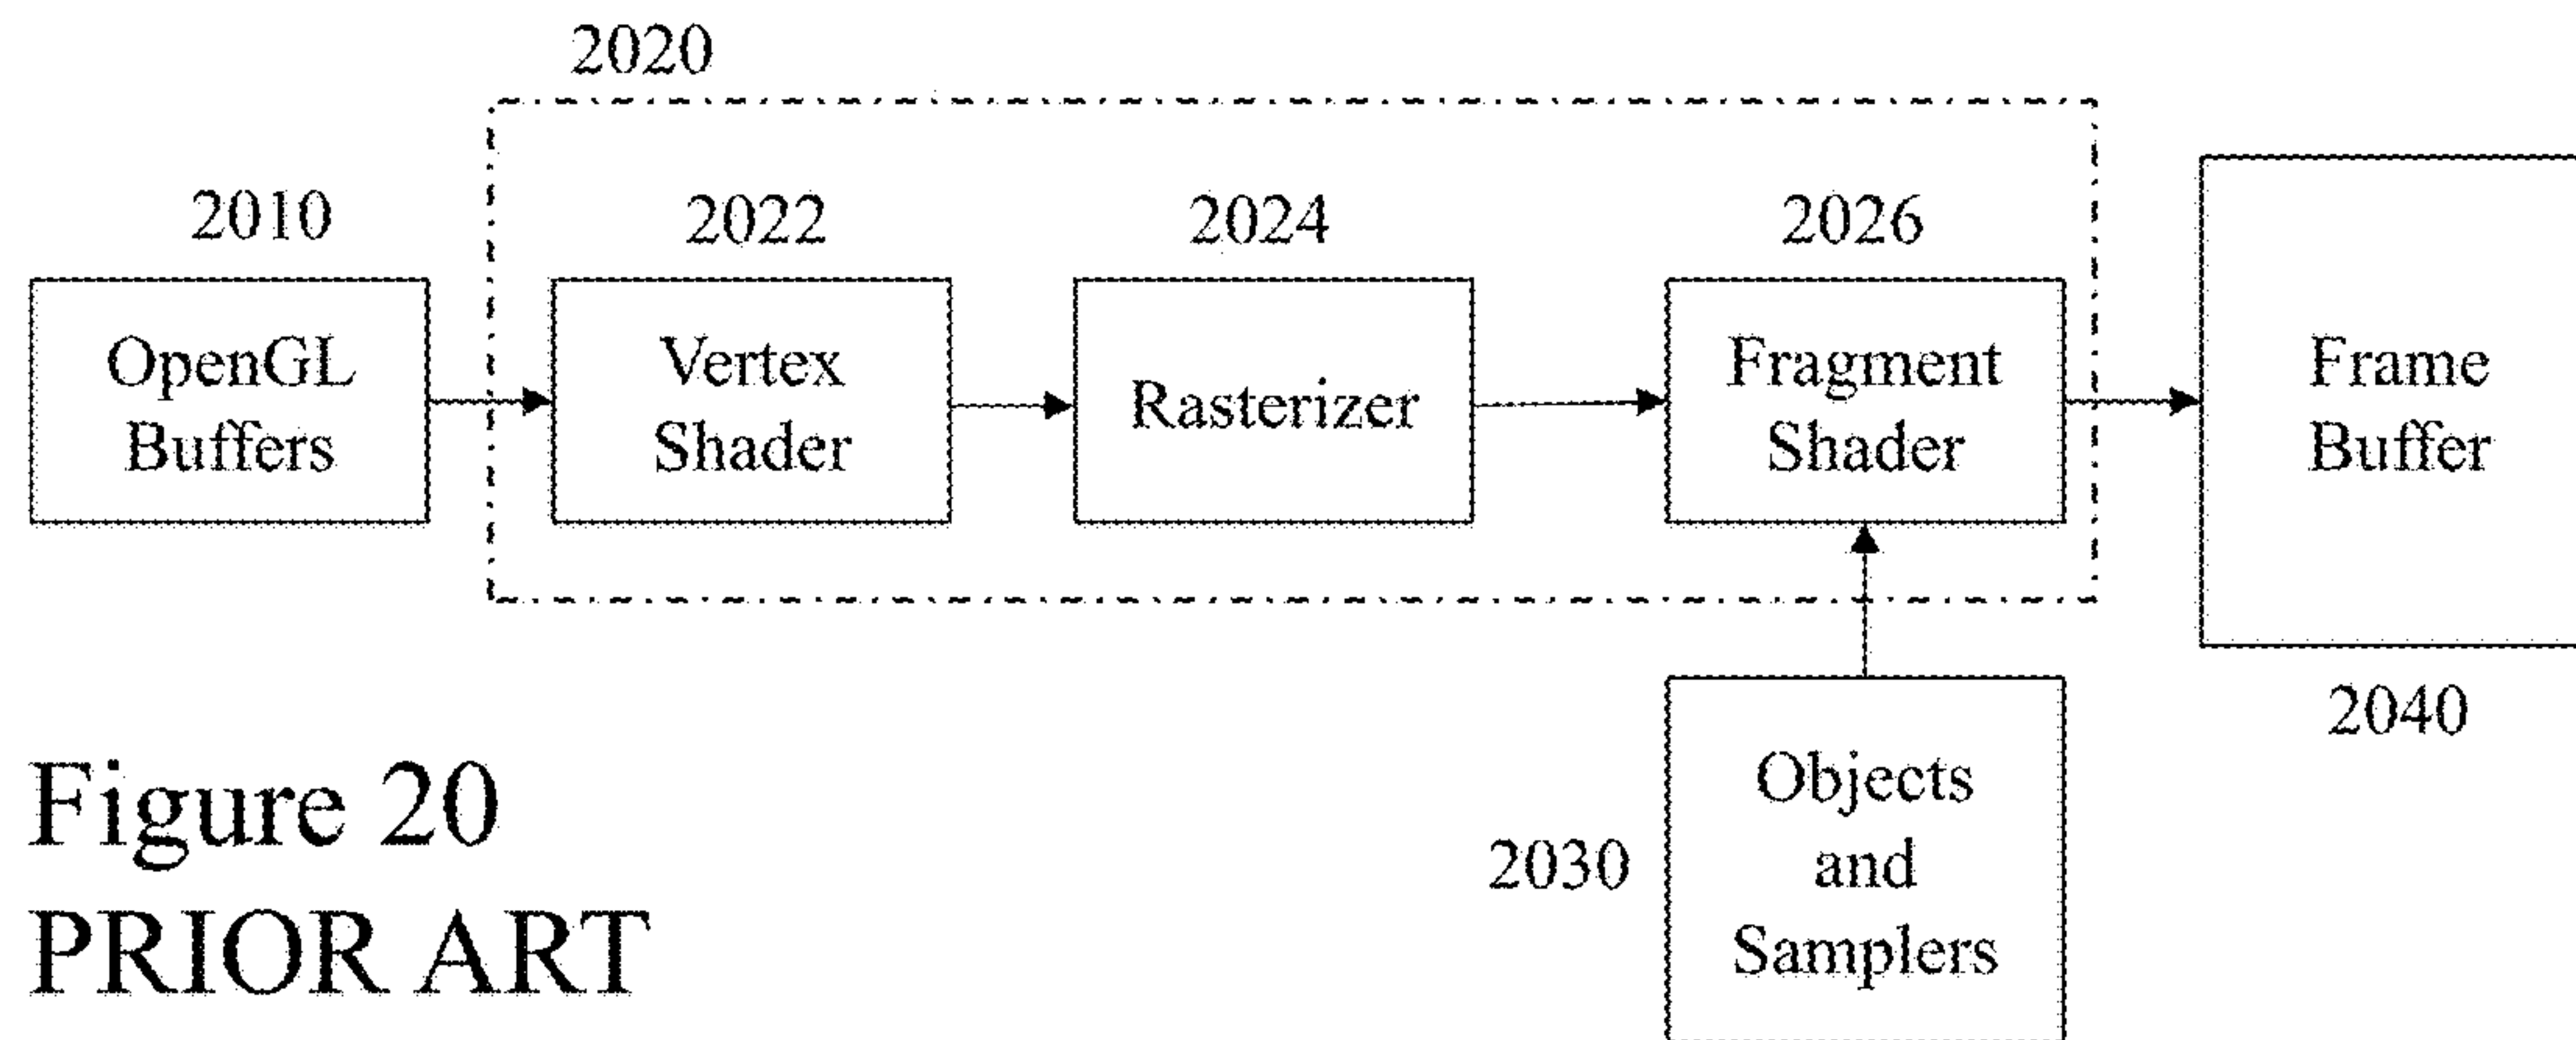 2020
2010
2022
2024
2026
OpenGL
Buffers
Vertex
Shader
Rasterizer
Fragment
Shader
Frame
Buffer
2040
2030
Objects
and
Samplers
Figure 20
PRIOR ART